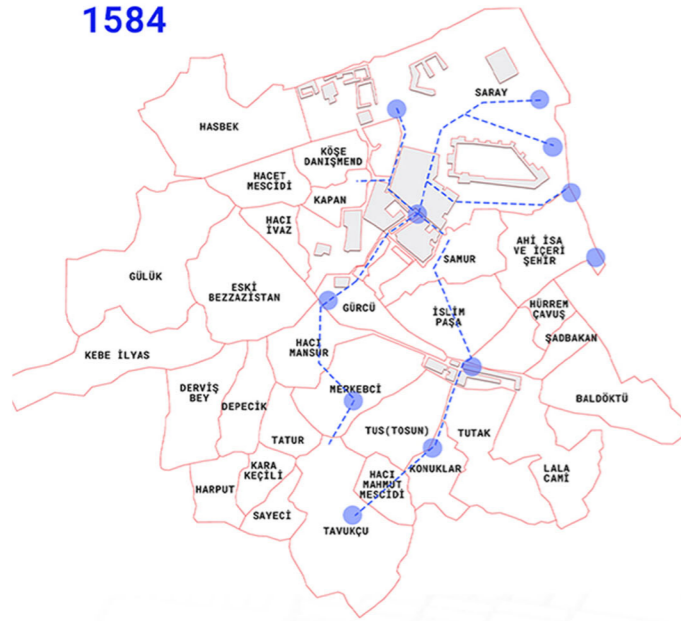 1584
SARAY
HASBEK
KÖŞE
DANIŞMEND
HACET
MESCİDİ
KAPAN
HACI
İVAZ
SAMUR
AHİ İSA
VE İÇERİ
ŞEHİR
GÜLÜK
ESKİ
BEZZAZİSTAN
GÜRCÜ
İSLİM
PAŞA
HÜRREM
ÇAVUŞ
ŞADBAKAN
HACI
MANSUR
KEBE İLYAS
MERKEBCİ
DERVİŞ
BEY
DEPECİK
BALDÖKTÜ
TUS(TOSUN)
TUTAK
TATUR
KARA
KEÇİLİ
HACI
MAHMUT
MESCİDİ
KONUKLAR
LALA
CAMİ
HARPUT
SAYECİ
TAVUKÇU